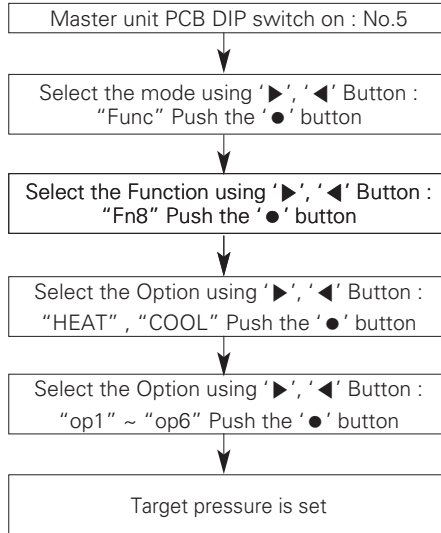 Master unit PCB DIP switch on : No.5
Select the mode using ‘▶’, ‘◀’ Button :
“Func” Push the ‘●’ button
Select the Function using ‘▶’, ‘◀’ Button :
“Fn8” Push the ‘●’ button
Select the Option using ‘▶’, ‘◀’ Button :
“HEAT” , “COOL” Push the ‘●’ button
Select the Option using ‘▶’, ‘◀’ Button :
“op1” ~ “op6” Push the ‘●’ button
Target pressure is set